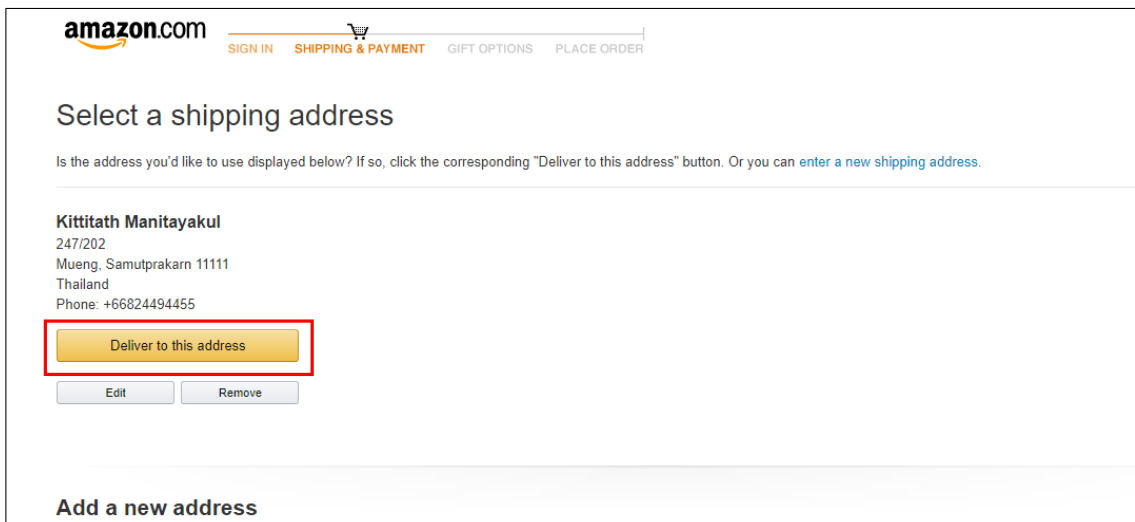 amazon.com
SIGN IN SHIPPING & PAYMENT GIFT OPTIONS PLACE ORDER
Select a shipping address
Is the address you'd like to use displayed below? If so, click the corresponding "Deliver to this address" button. Or you can enter a new shipping address.
Kittitath Manitayakul
247/202
Mueng, Samutprakarn 11111
Thailand
Phone: +66824494455
Deliver to this address
Edit Remove
Add a new address